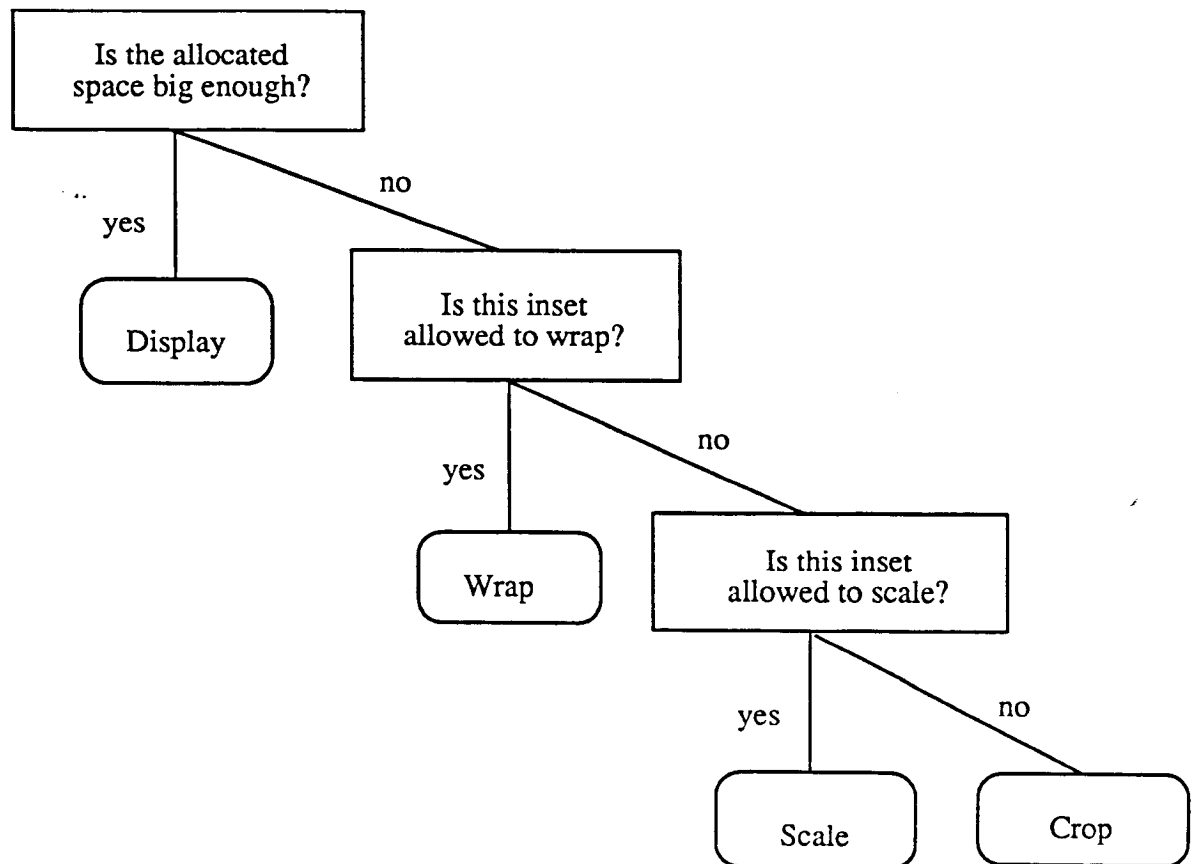 Is the allocated
space big enough?
no
yes
Is this inset
allowed to wrap?
Display
no
yes
Is this inset
allowed to scale?
Wrap
no
yes
Scale
Crop